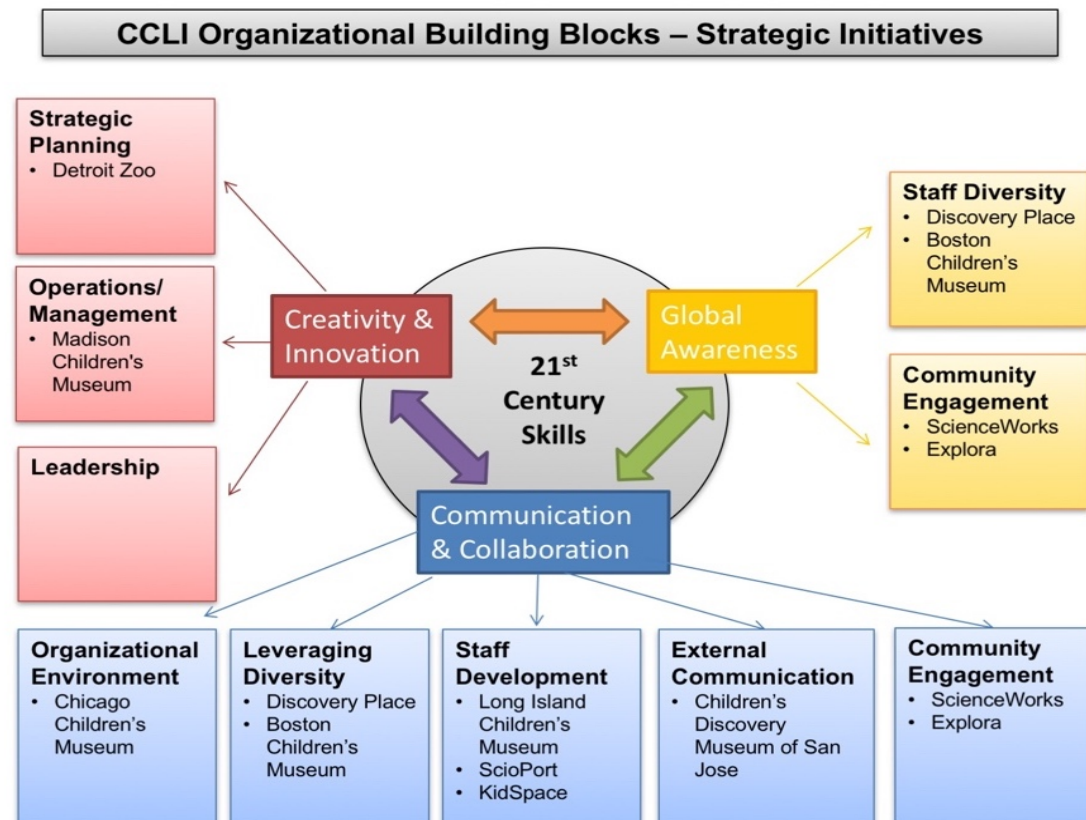 CCLI Organizational Building Blocks – Strategic Initiatives
Strategic
Planning
• Detroit Zoo
Operations/
Management
• Madison
Children's
Museum
Leadership
Creativity &
Innovation
Global
Awareness
21st
Century
Skills
Communication
& Collaboration
Staff Diversity
• Discovery Place
• Boston
Children’s
Museum
Community
Engagement
• ScienceWorks
• Explora
Organizational
Environment
• Chicago
Children’s
Museum
Leveraging
Diversity
• Discovery Place
• Boston
Children’s
Museum
Staff
Development
• Long Island
Children’s
Museum
• ScioPort
• KidSpace
External
Communication
• Children’s
Discovery
Museum of San
Jose
Community
Engagement
• ScienceWorks
• Explora